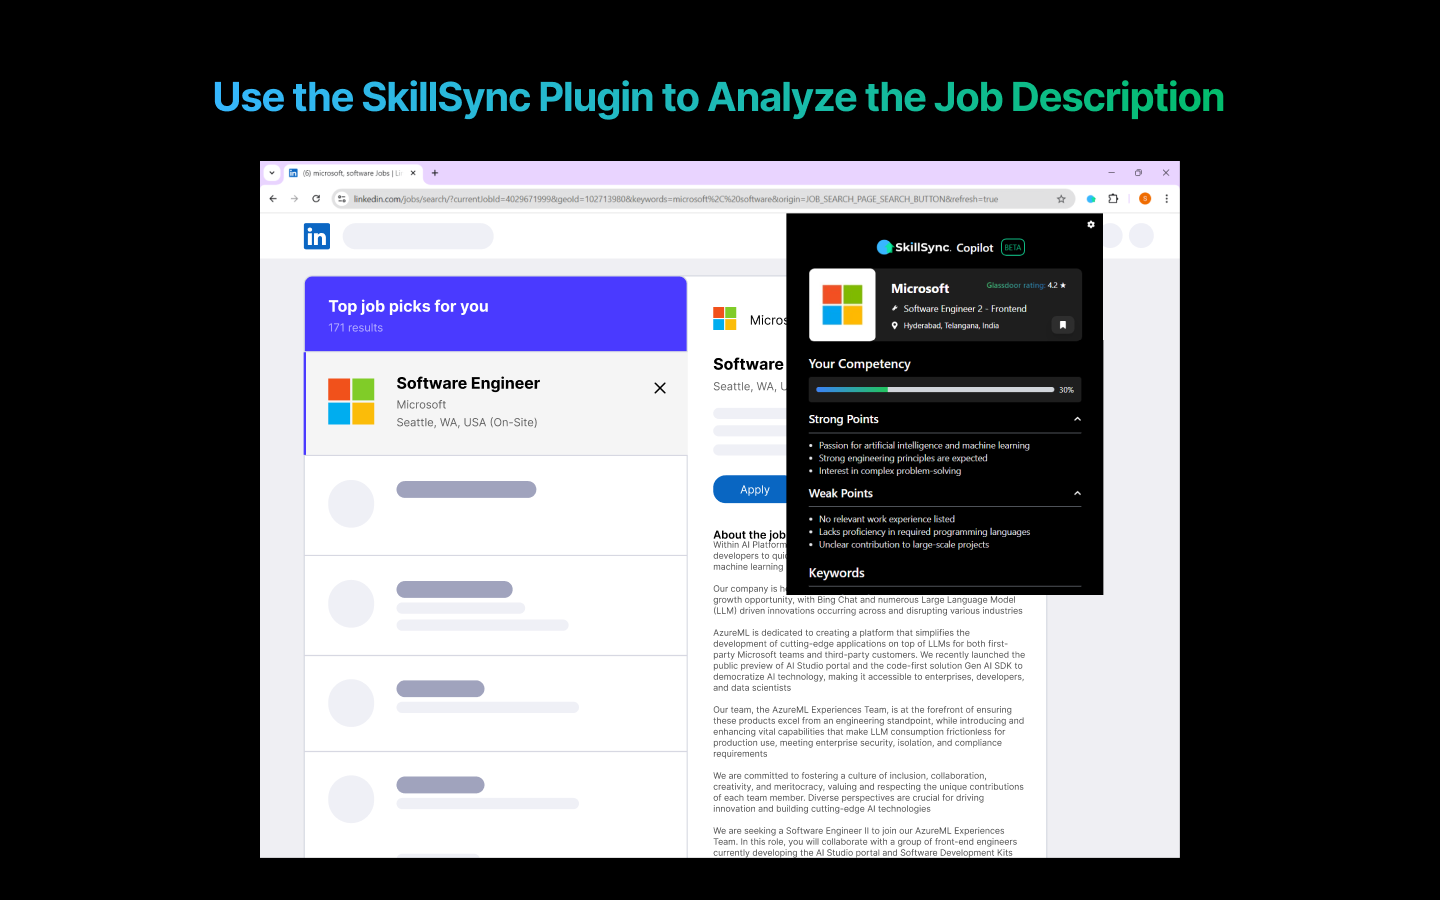 Use the SkillSync Plugin to Analyze the Job Description
(6) microsoft, software Jobs | Li
linkedin.com/jobs/search/?currentJobId=4029671999&geoId=102713980&keywords=microsoft%2C%20software&origin=JOB_SEARCH_PAGE_SEARCH_BUTTON&refresh=true
S
in
Top job picks for you
171 results
Software Engineer
Microsoft
Seattle, WA, USA (On-Site)
Micros
Software
Seattle, WA, U
Apply
About the job
Within AI Platform
developers to quic
machine learning
Our company is he
growth opportunity, with Bing Chat and numerous Large Language Model
(LLM) driven innovations occurring across and disrupting various industries
AzureML is dedicated to creating a platform that simplifies the
development of cutting-edge applications on top of LLMs for both first-
party Microsoft teams and third-party customers. We recently launched the
public preview of AI Studio portal and the code-first solution Gen AI SDK to
democratize AI technology, making it accessible to enterprises, developers,
and data scientists
Our team, the AzureML Experiences Team, is at the forefront of ensuring
these products excel from an engineering standpoint, while introducing and
enhancing vital capabilities that make LLM consumption frictionless for
production use, meeting enterprise security, isolation, and compliance
requirements
We are committed to fostering a culture of inclusion, collaboration,
creativity, and meritocracy, valuing and respecting the unique contributions
of each team member. Diverse perspectives are crucial for driving
innovation and building cutting-edge AI technologies
We are seeking a Software Engineer II to join our AzureML Experiences
Team. In this role, you will collaborate with a group of front-end engineers
currently developing the AI Studio portal and Software Development Kits
SkillSync. Copilot BETA
Microsoft
Glassdoor rating: 4.2 ★
Software Engineer 2 - Frontend
Hyderabad, Telangana, India
Your Competency
30%
Strong Points
• Passion for artificial intelligence and machine learning
• Strong engineering principles are expected
• Interest in complex problem-solving
Weak Points
• No relevant work experience listed
• Lacks proficiency in required programming languages
• Unclear contribution to large-scale projects
Keywords